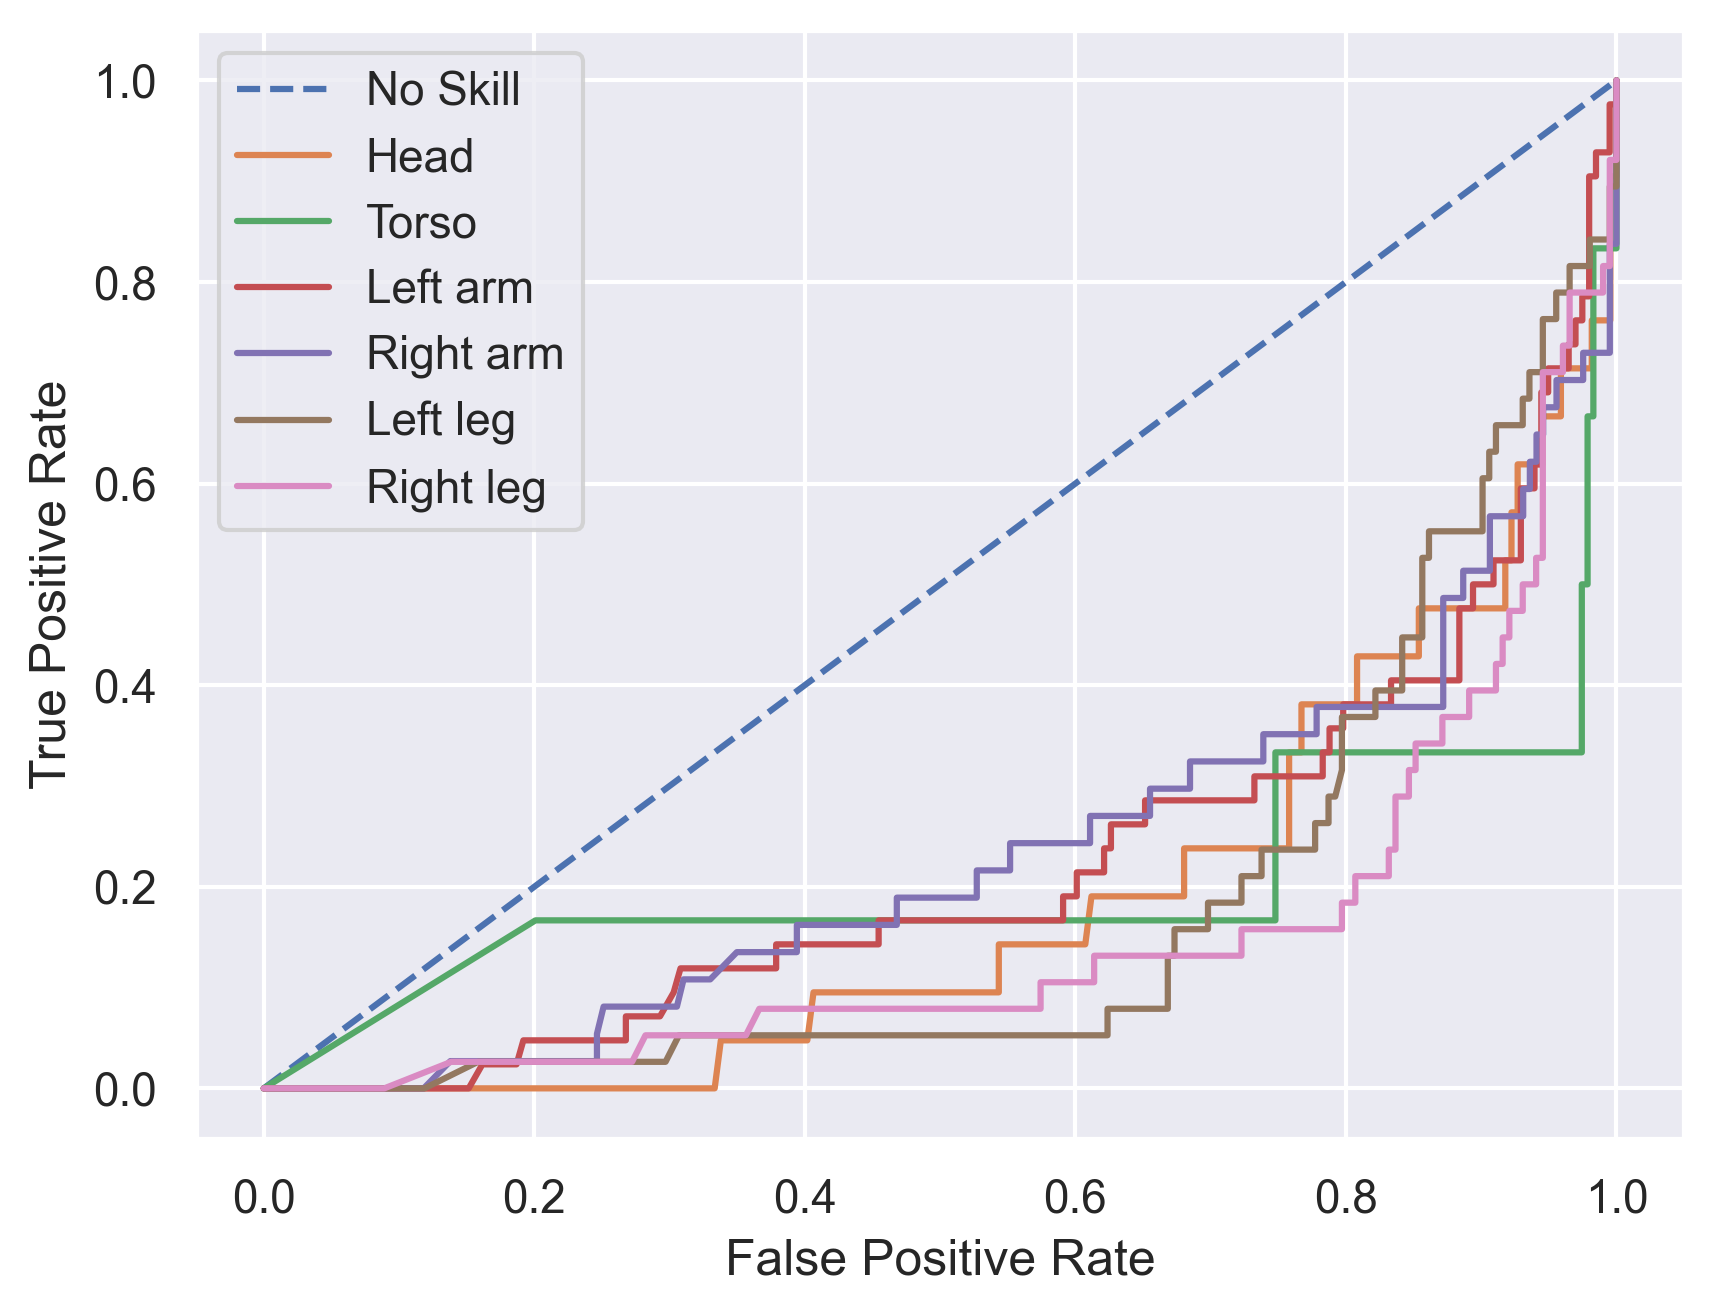 True Positive Rate
1.0
0.8
0.6
0.4
0.2
0.0
No Skill
Head
Torso
Left arm
Right arm
Left leg
Right leg
0.0 0.2 0.4 0.6 0.8 1.0
False Positive Rate